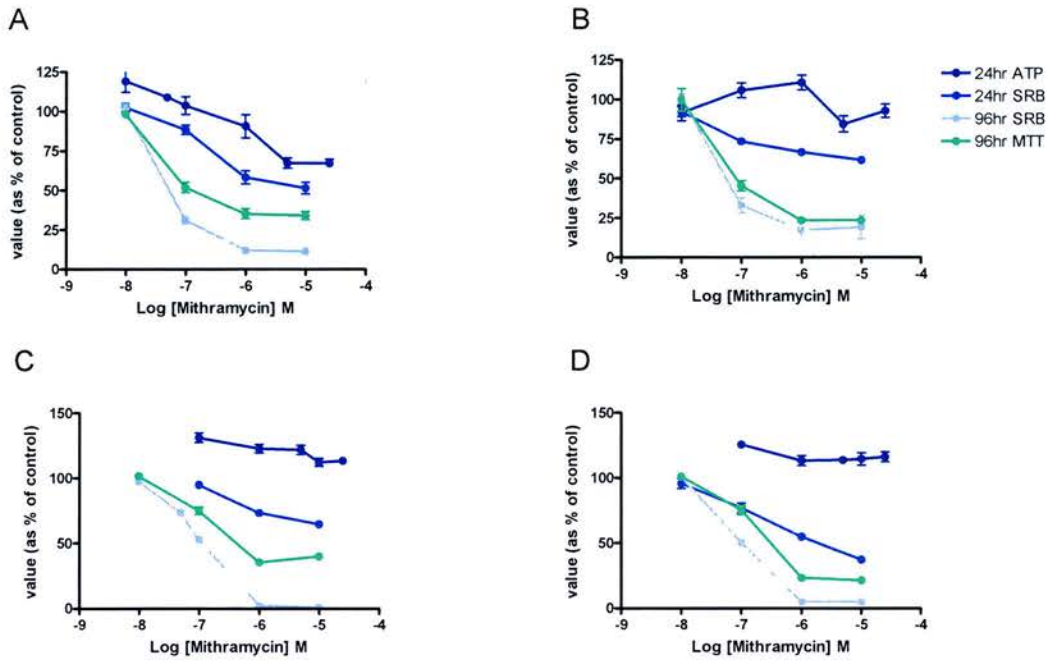 A
value (as % of control)
125
100
75
50
25
0
-9 -8 -7 -6 -5 -4
Log [Mithramycin] M
B
value (as % of control)
125
100
75
50
25
0
-9 -8 -7 -6 -5 -4
Log [Mithramycin] M
24hr ATP
24hr SRB
96hr SRB
96hr MTT
C
value (as % of control)
150
100
50
0
-9 -8 -7 -6 -5 -4
Log [Mithramycin] M
D
value (as % of control)
150
100
50
0
-9 -8 -7 -6 -5 -4
Log [Mithramycin] M